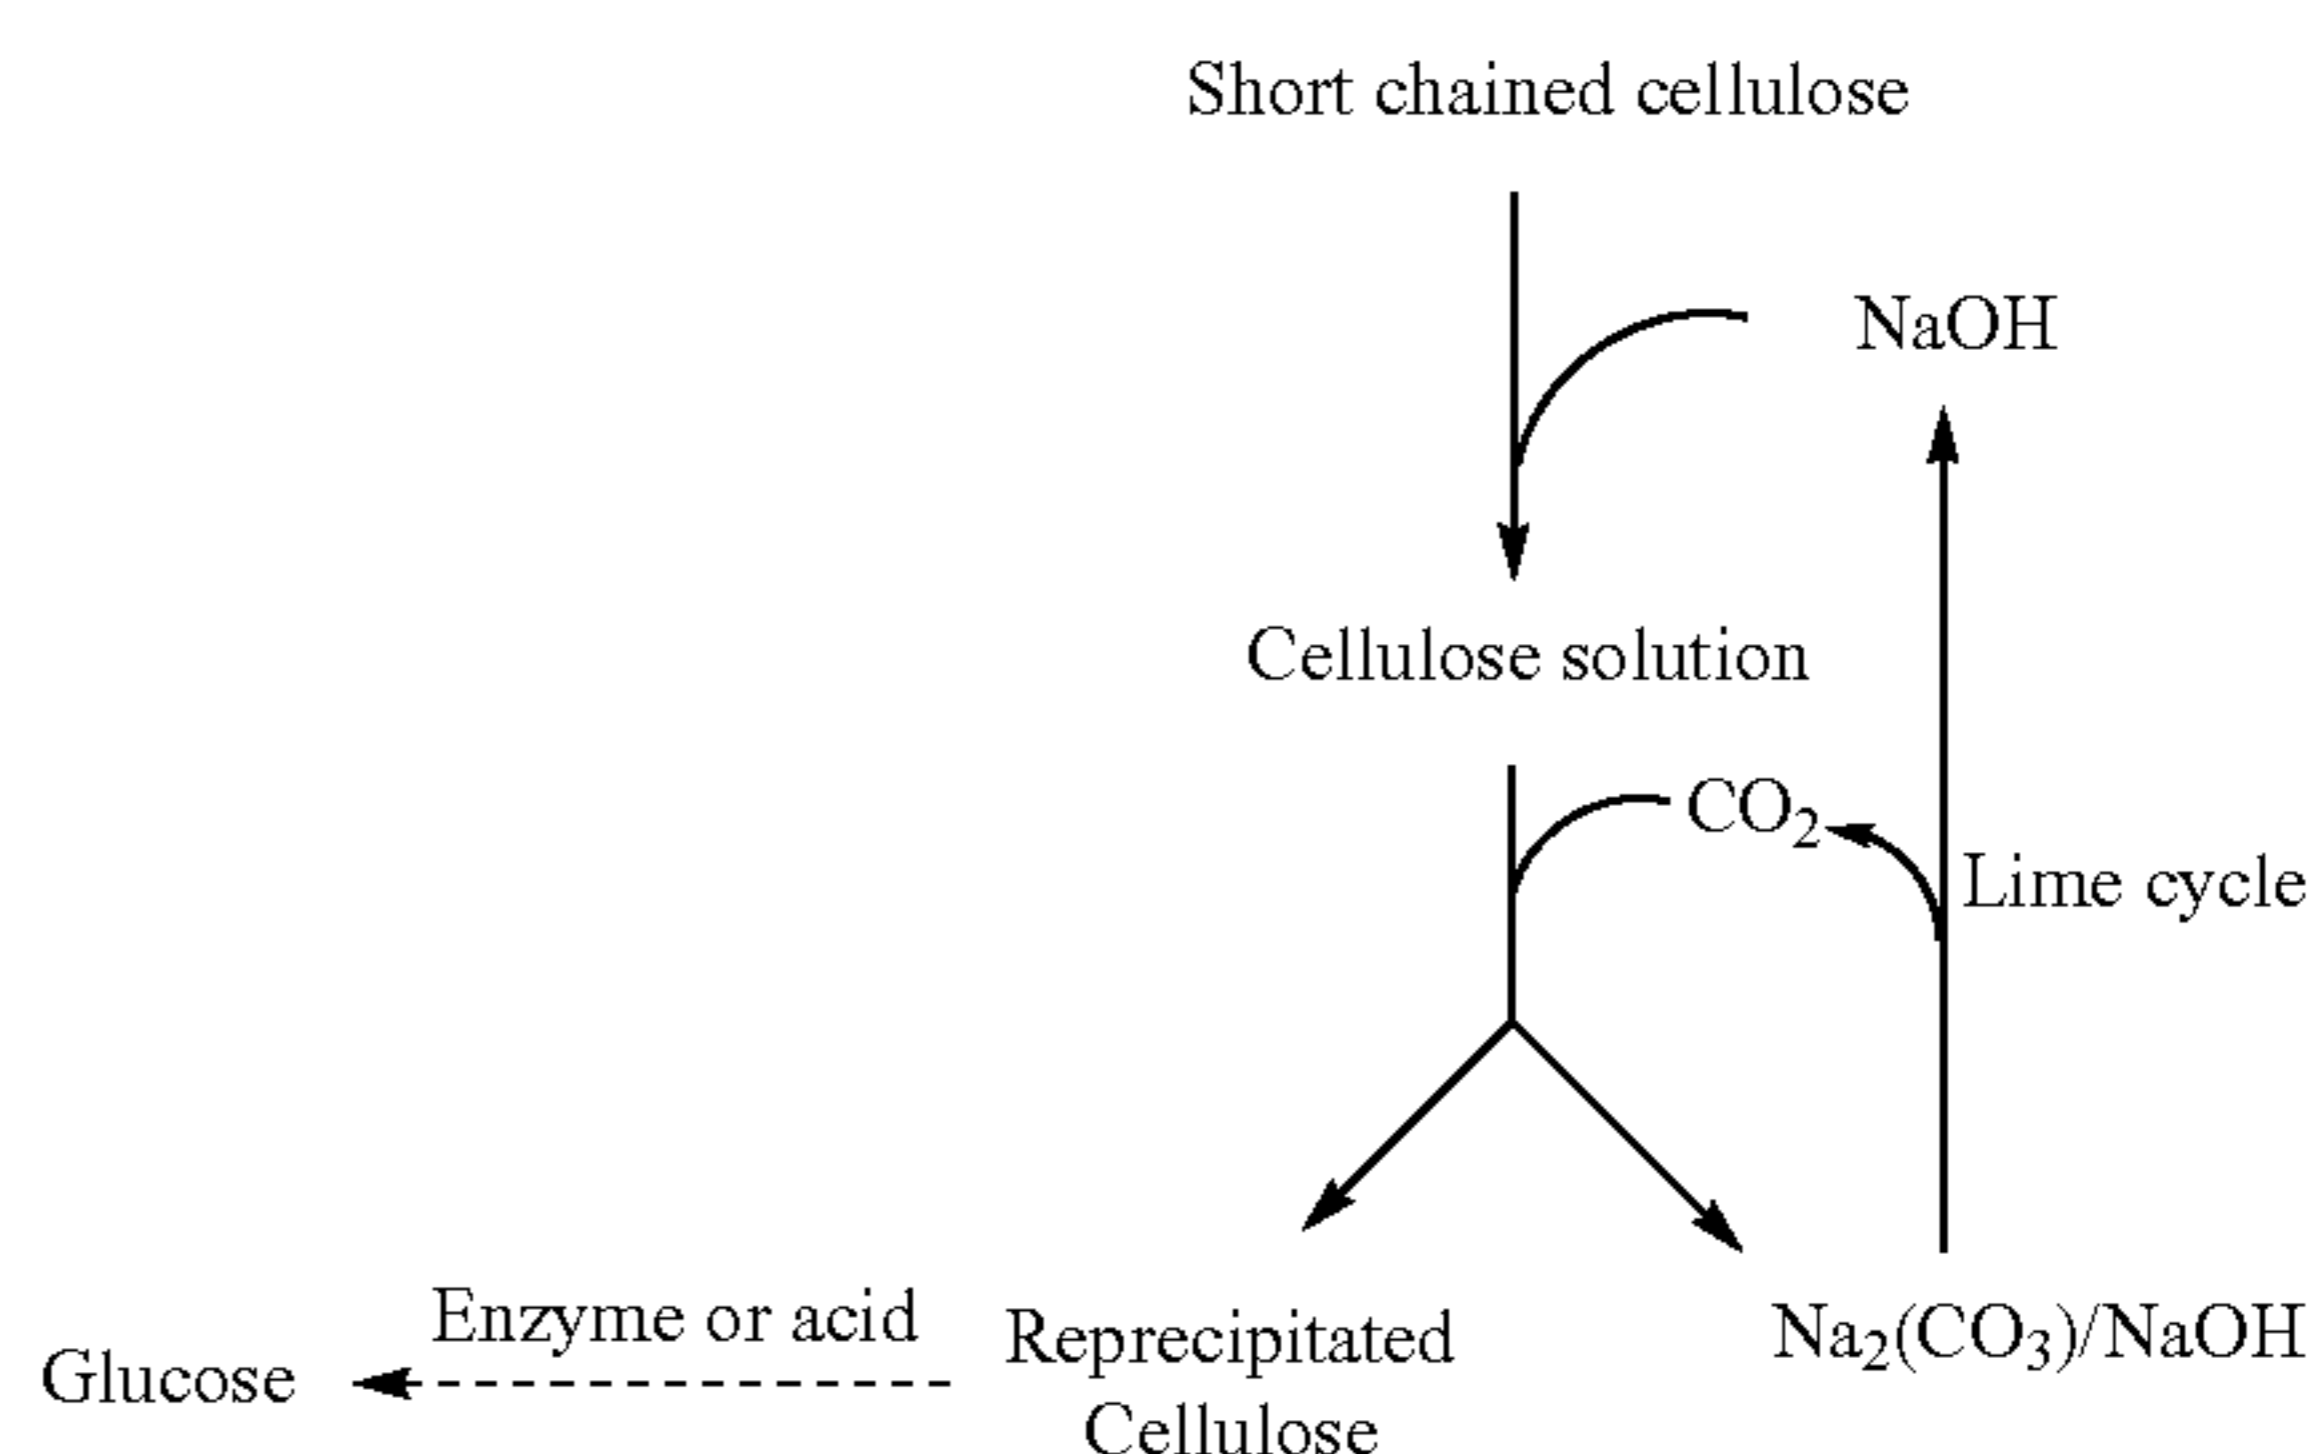 Short chained cellulose
NaOH
Cellulose solution
CO₂
Lime cycle
Enzyme or acid
Glucose
Reprecipitated
Cellulose
Na₂(CO₃)/NaOH